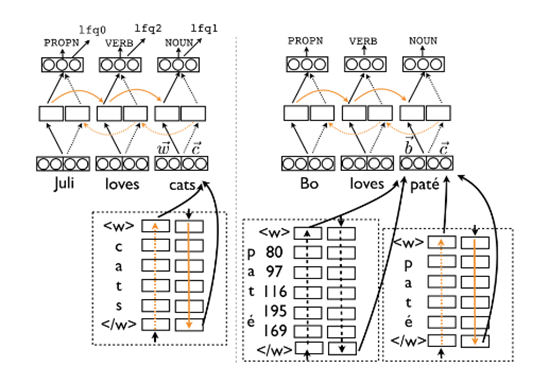 lfq0 lfq2 lfq1
PROPN VERB NOUN
w c
Juli loves cats
<w>
c
a
t
s
</w>
PROPN VERB NOUN
b c
Bo loves paté
<w>
p 80
a 97
t 116
é 195
169
</w>
<w>
p
a
t
é
</w>